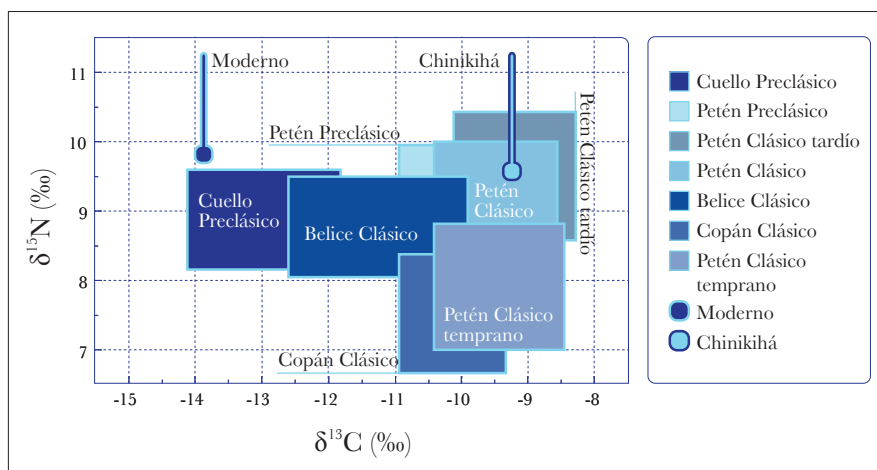 Moderno
Chinikihá
Petén Preclásico
Petén Clásico tardío
Cuello
Preclásico
Belice Clásico
Petén
Clásico
Petén Clásico
temprano
Copán Clásico
11
10
9
8
7
δ¹⁵N (‰)
-15 -14 -13 -12 -11 -10 -9 -8
δ¹³C (‰)
Cuello Preclásico
Petén Preclásico
Petén Clásico tardío
Petén Clásico
Belice Clásico
Copán Clásico
Petén Clásico
temprano
Moderno
Chinikihá